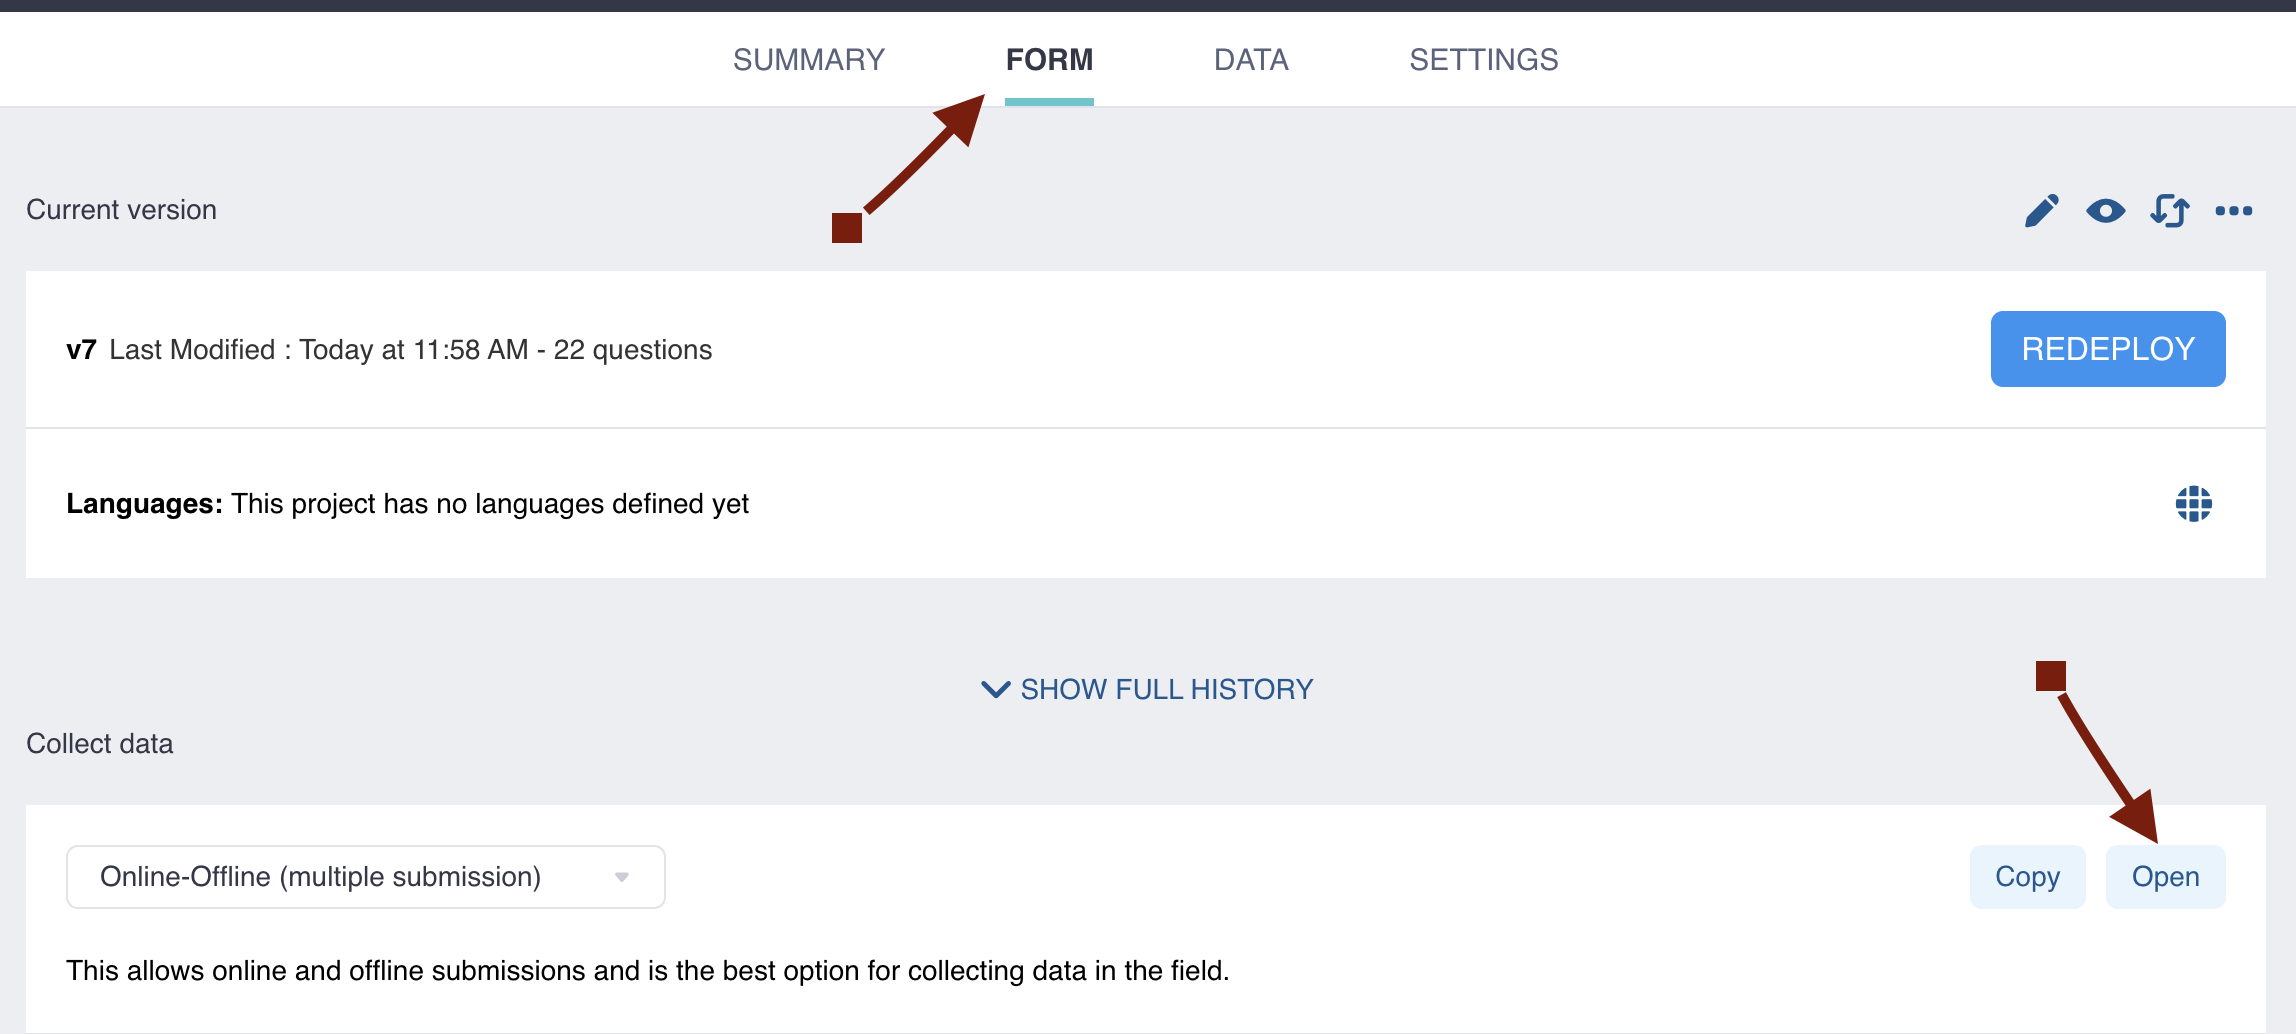 SUMMARY FORM DATA SETTINGS
Current version
v7 Last Modified : Today at 11:58 AM - 22 questions REDEPLOY
Languages: This project has no languages defined yet
SHOW FULL HISTORY
Collect data
Online-Offline (multiple submission) Copy Open
This allows online and offline submissions and is the best option for collecting data in the field.